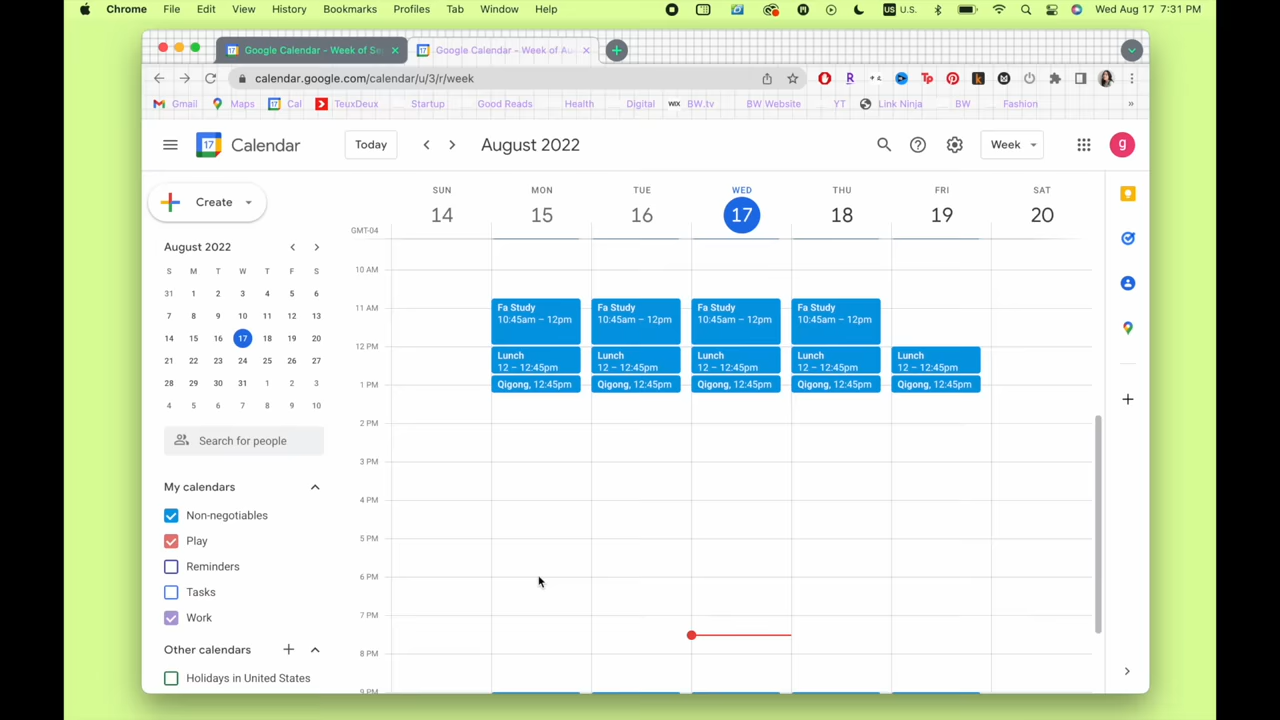 Chrome File Edit View History Bookmarks Profiles Tab Window Help US U.S. Wed Aug 17 7:31 PM
17 Google Calendar - Week of Se 17 Google Calendar - Week of Au
calendar.google.com/calendar/u/3/r/week
Gmail Maps Cal TeuxDeux Startup Good Reads Health Digital WIX BW.tv BW Website YT Link Ninja BW Fashion »
17 Calendar Today August 2022 Week g
Create
SUN MON TUE WED THU FRI SAT
14 15 16 17 18 19 20
GMT-04
August 2022
S M T W T F S
31 1 2 3 4 5 6
7 8 9 10 11 12 13
14 15 16 17 18 19 20
21 22 23 24 25 26 27
28 29 30 31 1 2 3
4 5 6 7 8 9 10
Search for people
My calendars
Non-negotiables
Play
Reminders
Tasks
Work
Other calendars
Holidays in United States
10 AM
11 AM
12 PM
1 PM
2 PM
3 PM
4 PM
5 PM
6 PM
7 PM
8 PM
9 PM
Fa Study Fa Study Fa Study Fa Study
10:45am – 12pm 10:45am – 12pm 10:45am – 12pm 10:45am – 12pm
Lunch Lunch Lunch Lunch Lunch
12 – 12:45pm 12 – 12:45pm 12 – 12:45pm 12 – 12:45pm 12 – 12:45pm
Qigong, 12:45pm Qigong, 12:45pm Qigong, 12:45pm Qigong, 12:45pm Qigong, 12:45pm